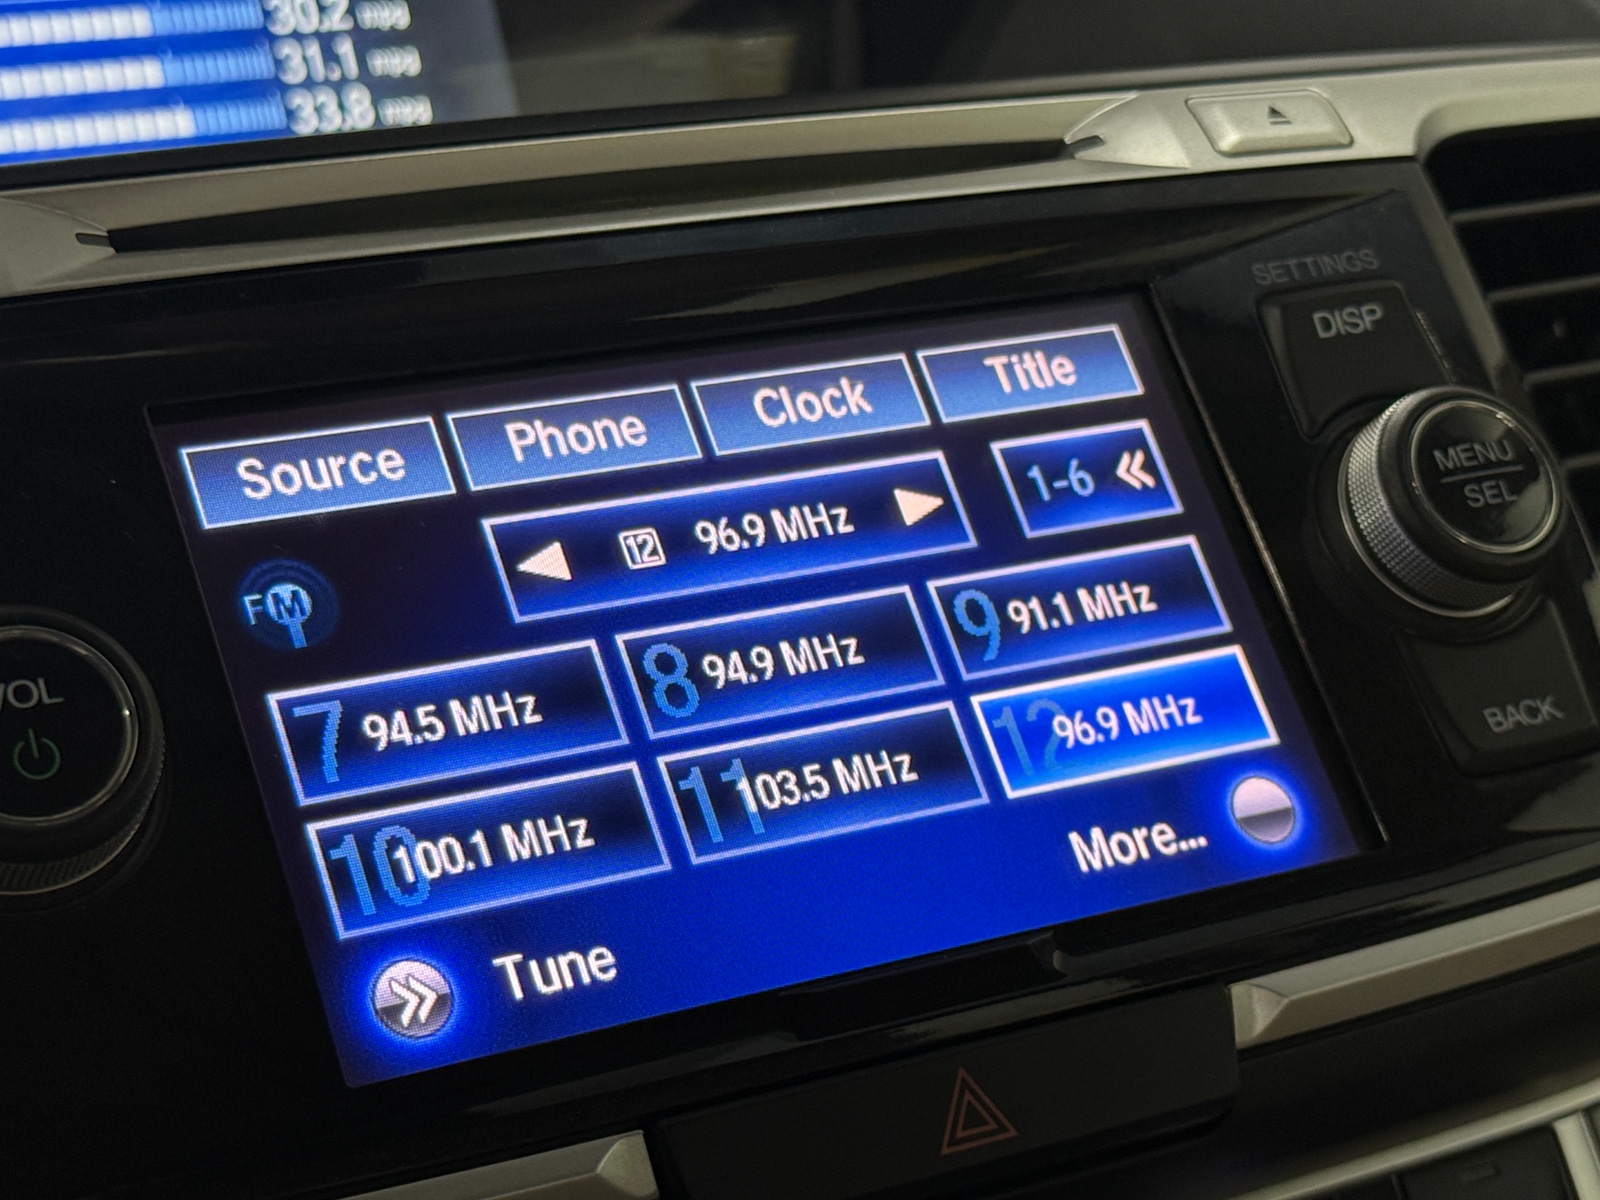 30.2 mpg
31.1 mpg
33.8 mpg
SETTINGS
DISP
Source Phone Clock Title
12 96.9 MHz
1-6
MENU
SEL
FM
7 94.5 MHz
8 94.9 MHz
9 91.1 MHz
10 100.1 MHz
11 103.5 MHz
12 96.9 MHz
VOL
BACK
More...
Tune